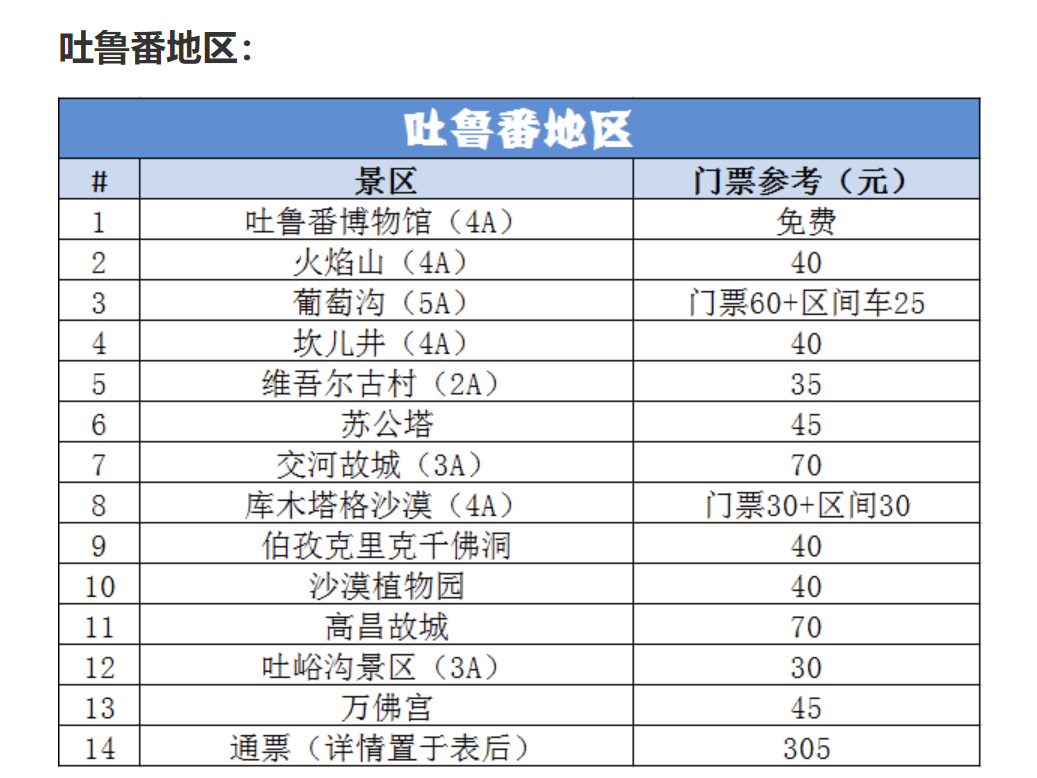 吐鲁番地区：
吐鲁番地区
# 景区 门票参考（元）
1 吐鲁番博物馆（4A） 免费
2 火焰山（4A） 40
3 葡萄沟（5A） 门票60+区间车25
4 坎儿井（4A） 40
5 维吾尔古村（2A） 35
6 苏公塔 45
7 交河故城（3A） 70
8 库木塔格沙漠（4A） 门票30+区间30
9 伯孜克里克千佛洞 40
10 沙漠植物园 40
11 高昌故城 70
12 吐峪沟景区（3A） 30
13 万佛宫 45
14 通票（详情置于表后） 305